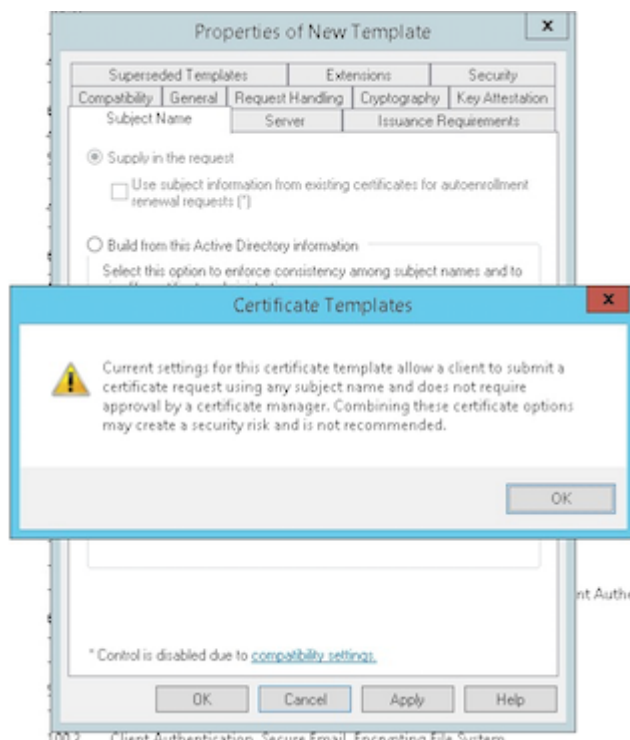 Properties of New Template
x
Superseded Templates Extensions Security
Compatibility General Request Handling Cryptography Key Attestation
Subject Name Server Issuance Requirements
Supply in the request
Use subject information from existing certificates for autoenrollment
renewal requests (*)
Build from this Active Directory information
Select this option to enforce consistency among subject names and to
Certificate Templates
x
Current settings for this certificate template allow a client to submit a
certificate request using any subject name and does not require
approval by a certificate manager. Combining these certificate options
may create a security risk and is not recommended.
OK
* Control is disabled due to compatibility settings.
OK Cancel Apply Help
Client Authentication, Secure Email, Encrypting File System